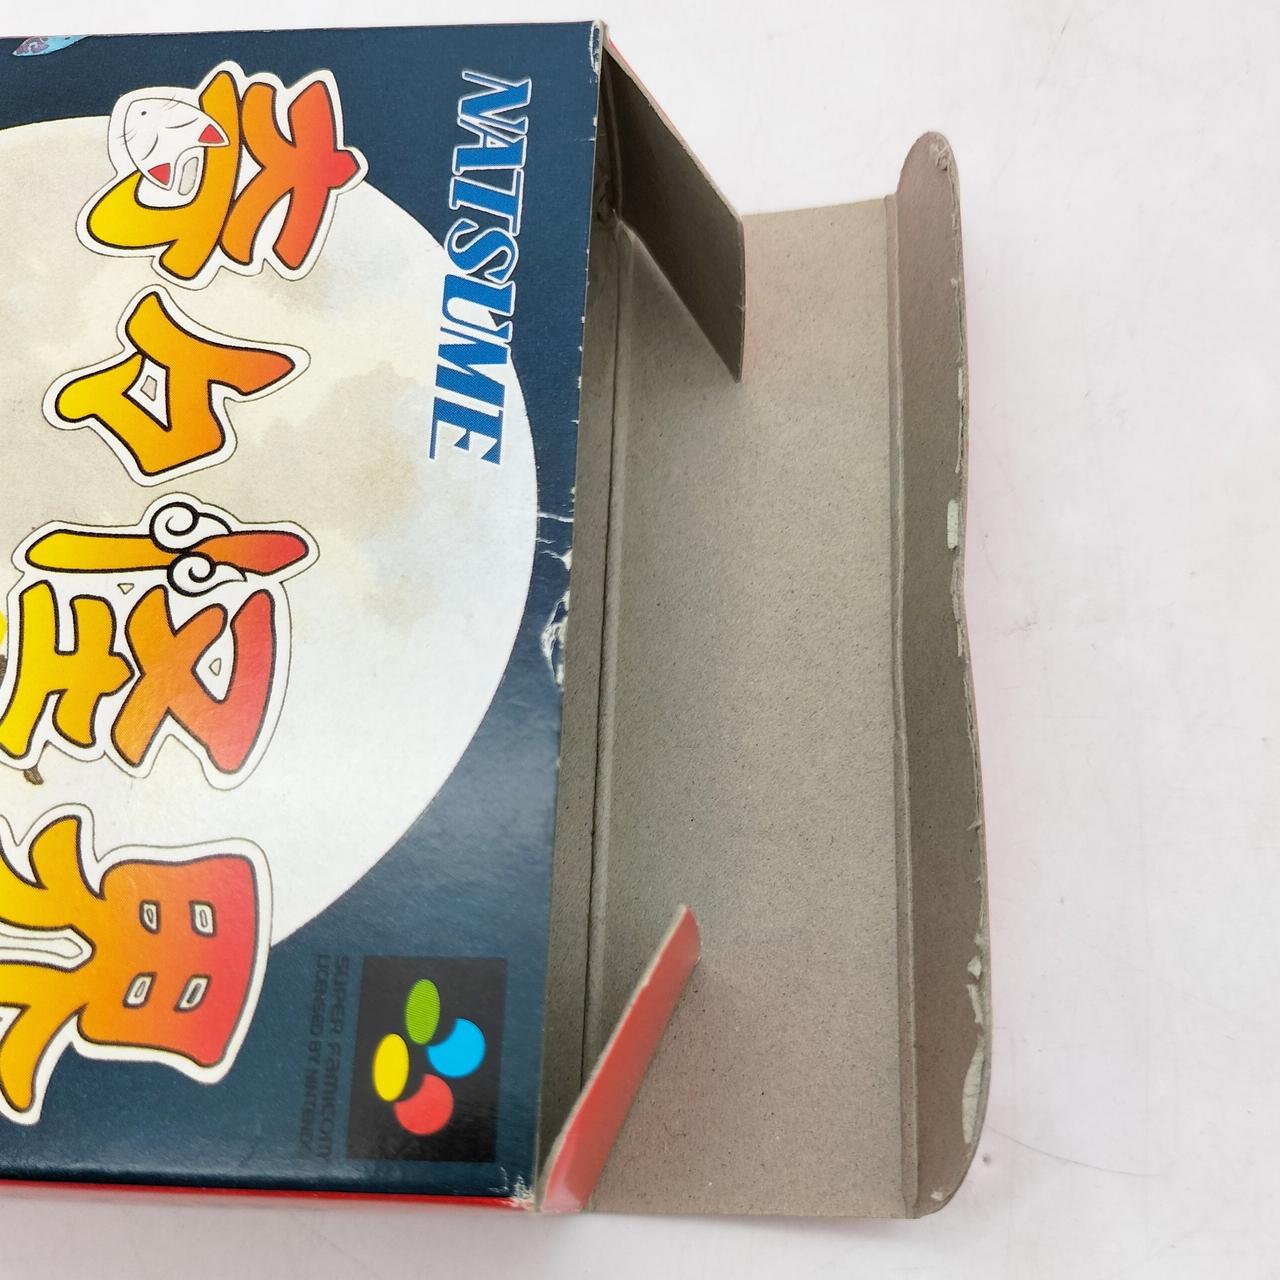 NATSUME
奇々怪界
SUPER FAMICOM
LICENSED BY NINTENDO